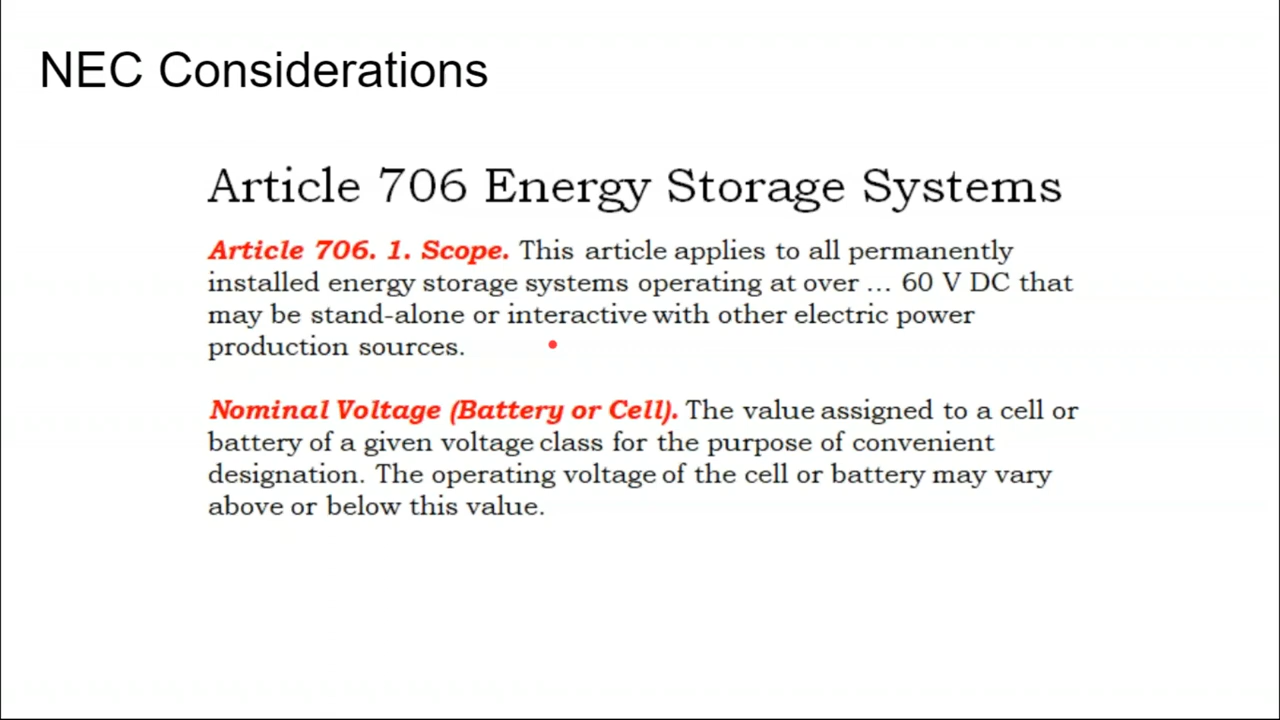 NEC Considerations
Article 706 Energy Storage Systems
Article 706. 1. Scope. This article applies to all permanently
installed energy storage systems operating at over ... 60 V DC that
may be stand-alone or interactive with other electric power
production sources.
Nominal Voltage (Battery or Cell). The value assigned to a cell or
battery of a given voltage class for the purpose of convenient
designation. The operating voltage of the cell or battery may vary
above or below this value.